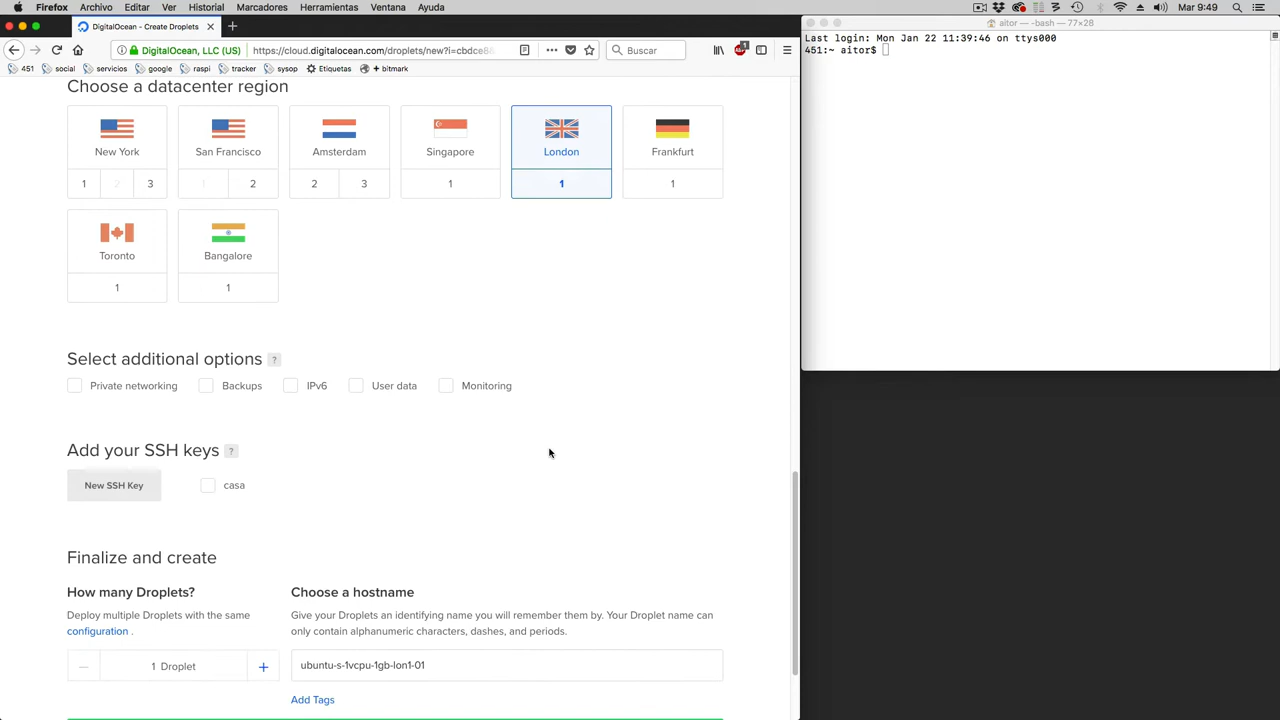 Firefox Archivo Editar Ver Historial Marcadores Herramientas Ventana Ayuda Mar 9:49
DigitalOcean - Create Droplets
DigitalOcean, LLC (US) https://cloud.digitalocean.com/droplets/new?i=cbdce8 Buscar
451 social servicios google raspi tracker sysop Etiquetas + bitmark
Choose a datacenter region
New York San Francisco Amsterdam Singapore London Frankfurt
1 2 3 1 2 2 3 1 1 1
Toronto Bangalore
1 1
Select additional options ?
Private networking Backups IPv6 User data Monitoring
Add your SSH keys ?
New SSH Key casa
Finalize and create
How many Droplets?
Deploy multiple Droplets with the same
configuration .
1 Droplet
Choose a hostname
Give your Droplets an identifying name you will remember them by. Your Droplet name can
only contain alphanumeric characters, dashes, and periods.
ubuntu-s-1vcpu-1gb-lon1-01
Add Tags
aitor — -bash — 77×28
Last login: Mon Jan 22 11:39:46 on ttys000
451:~ aitor$